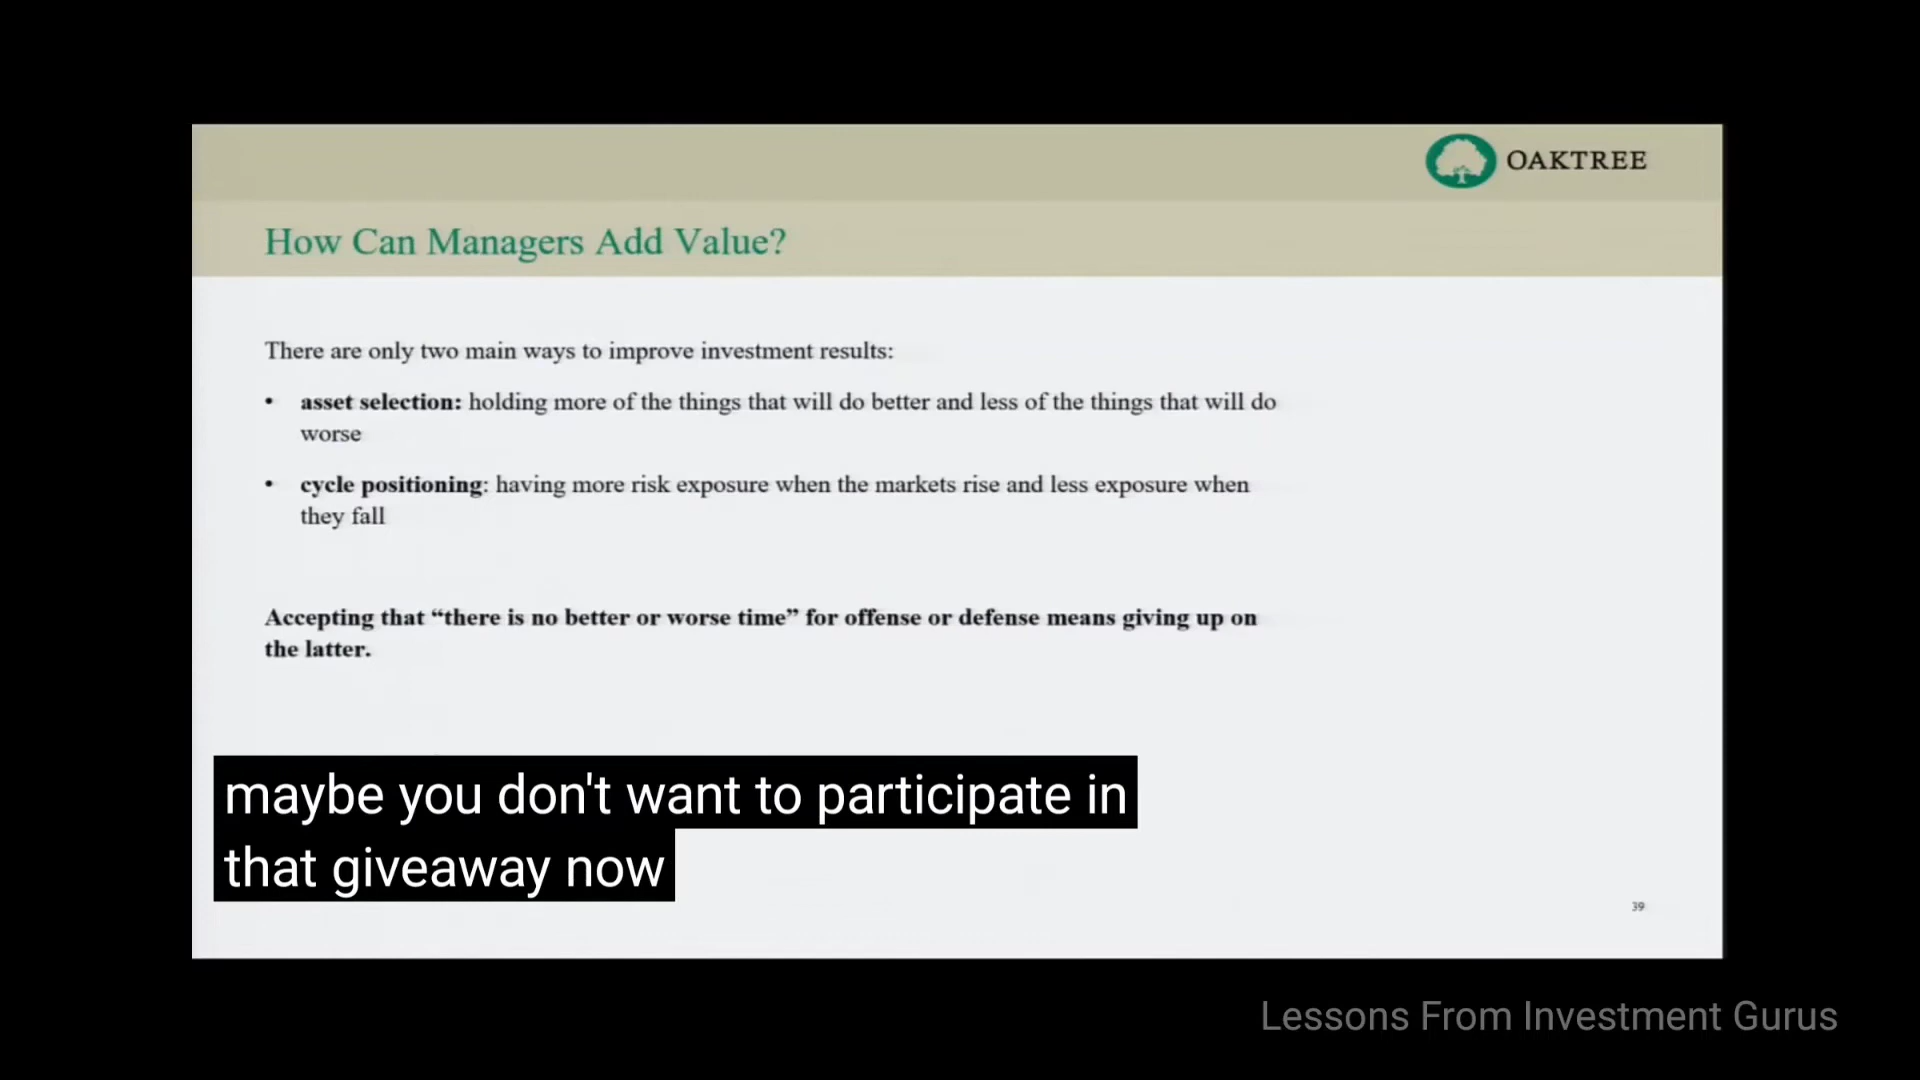 OAKTREE
How Can Managers Add Value?
There are only two main ways to improve investment results:
• asset selection: holding more of the things that will do better and less of the things that will do
worse
• cycle positioning: having more risk exposure when the markets rise and less exposure when
they fall
Accepting that “there is no better or worse time” for offense or defense means giving up on
the latter.
maybe you don't want to participate in
that giveaway now
39
Lessons From Investment Gurus